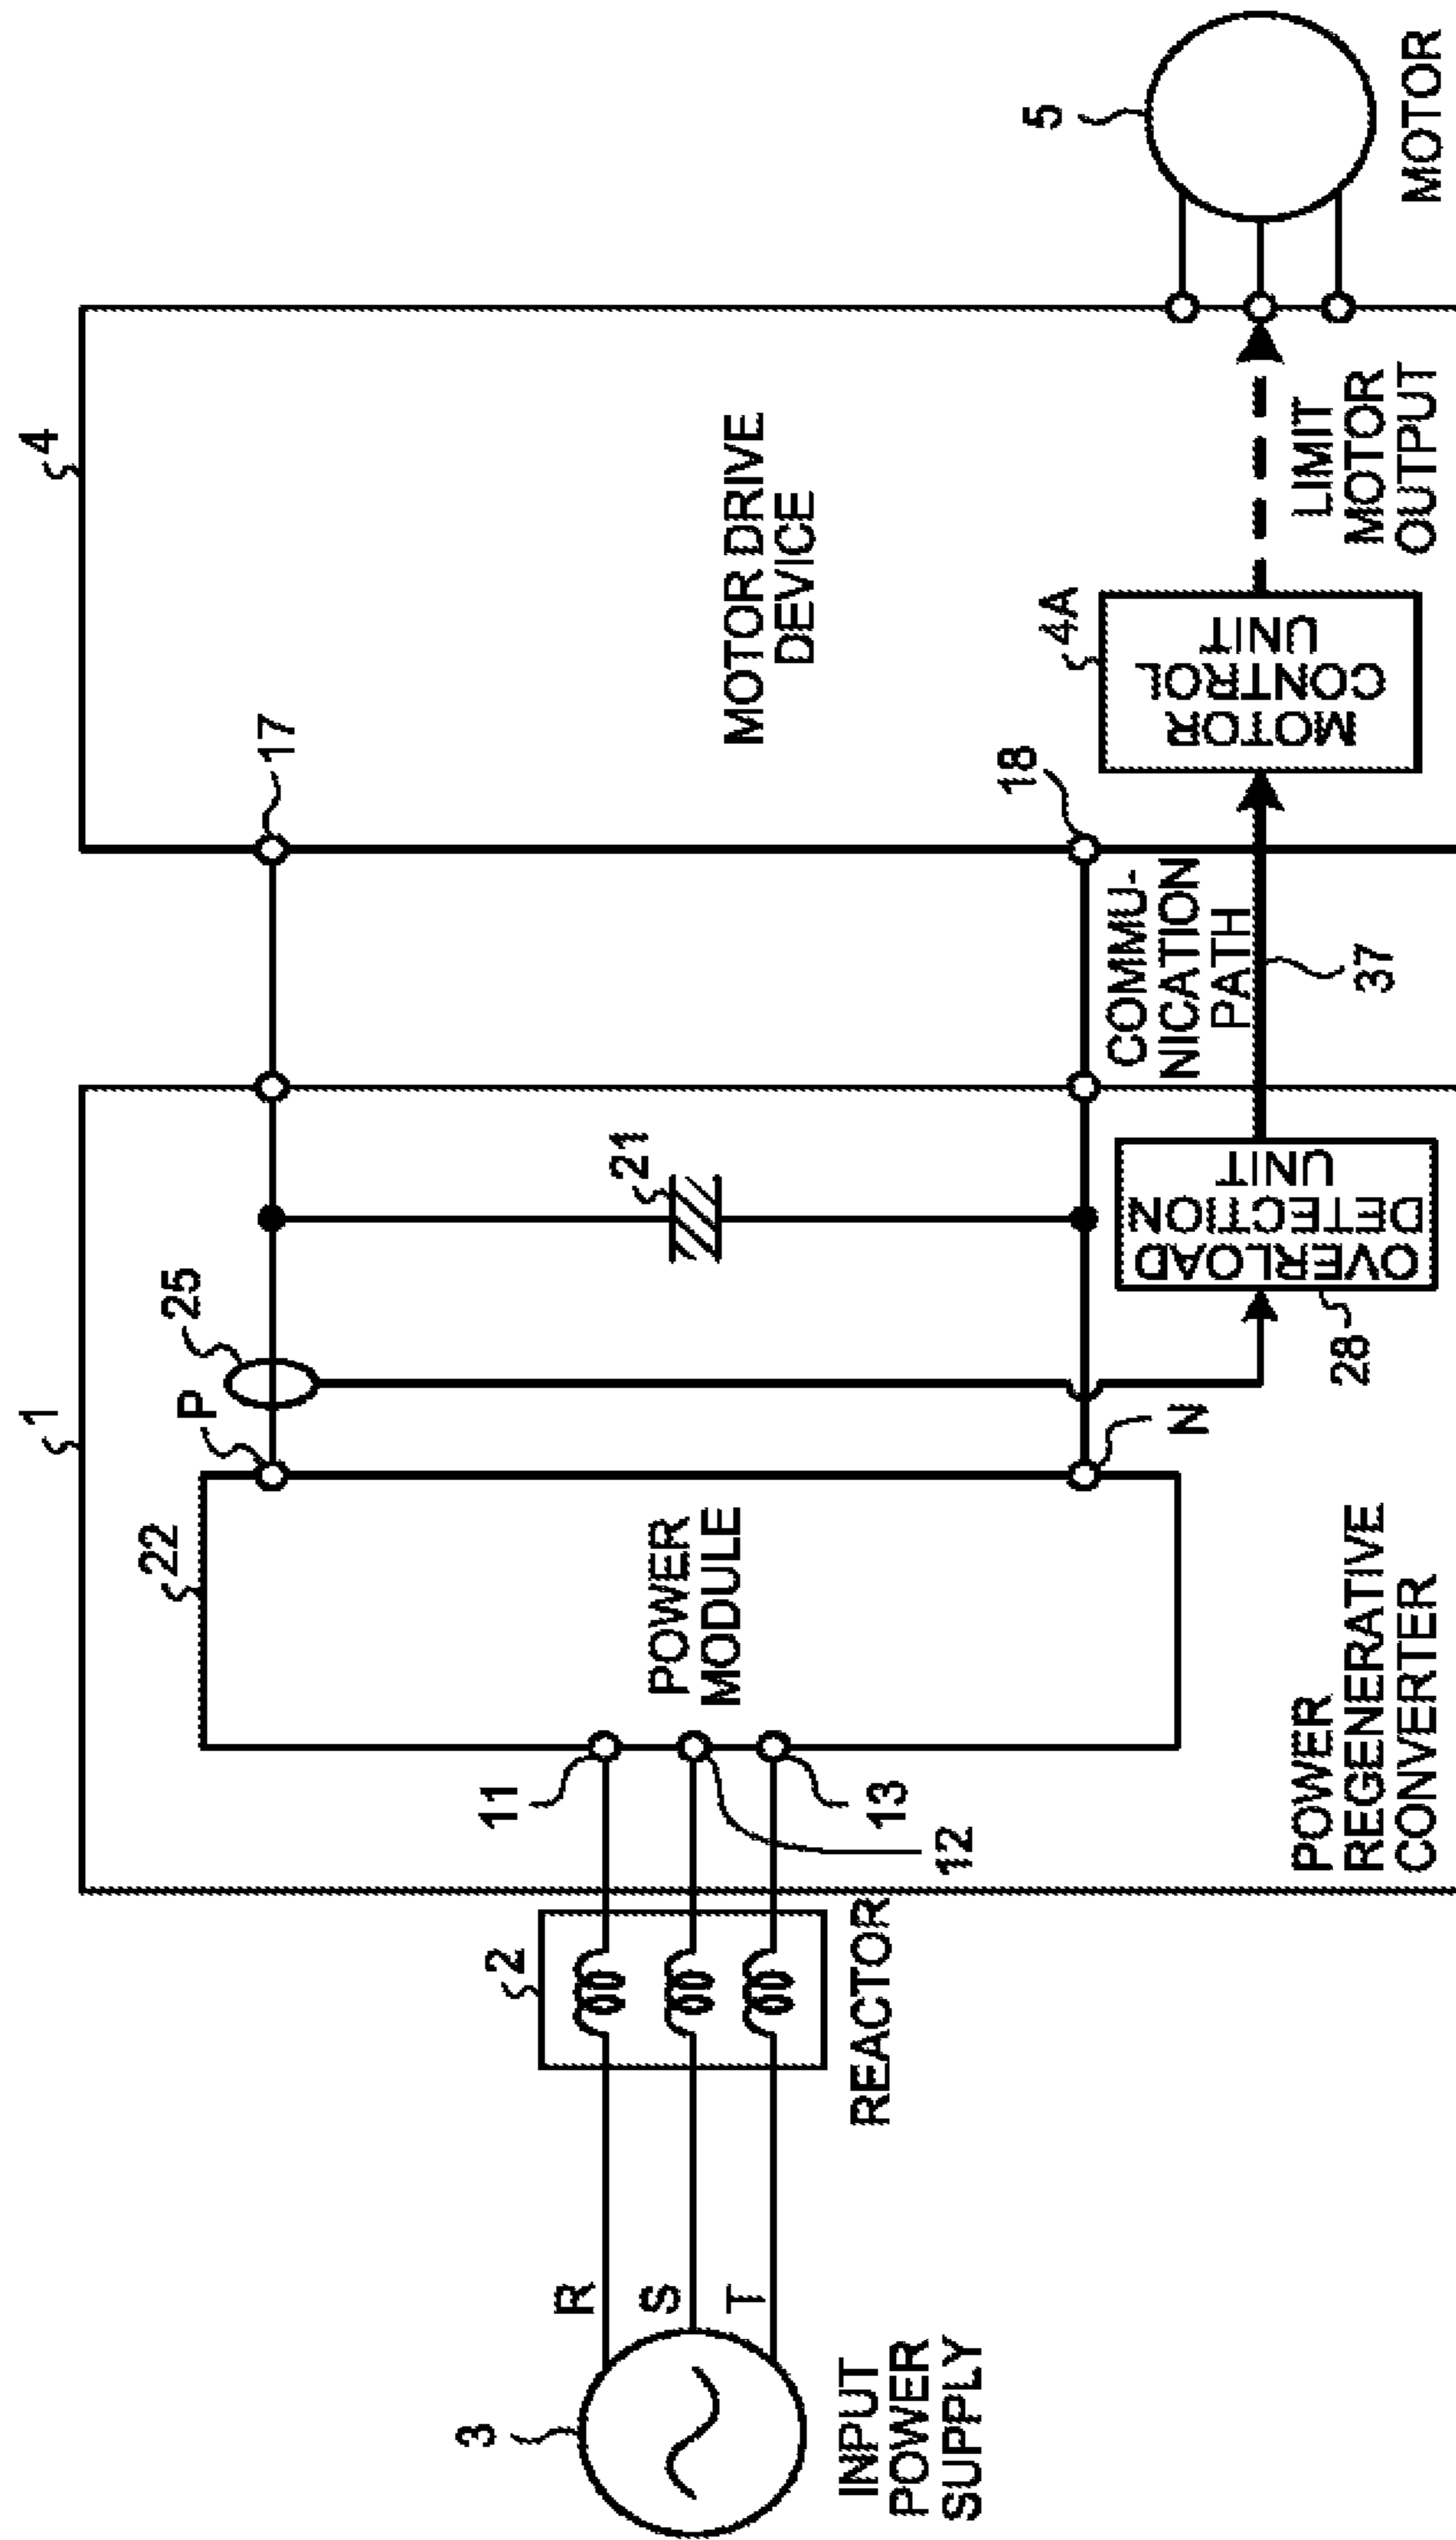 1
4
22
25
P
17
5
POWER
MODULE
21
MOTOR DRIVE
DEVICE
3
R
S
T
2
11
12
13
N
18
4A
INPUT
POWER
SUPPLY
REACTOR
POWER
REGENERATIVE
CONVERTER
28
OVERLOAD
DETECTION
UNIT
COMMU-
NICATION
PATH
37
MOTOR
CONTROL
UNIT
LIMIT
MOTOR
OUTPUT
MOTOR